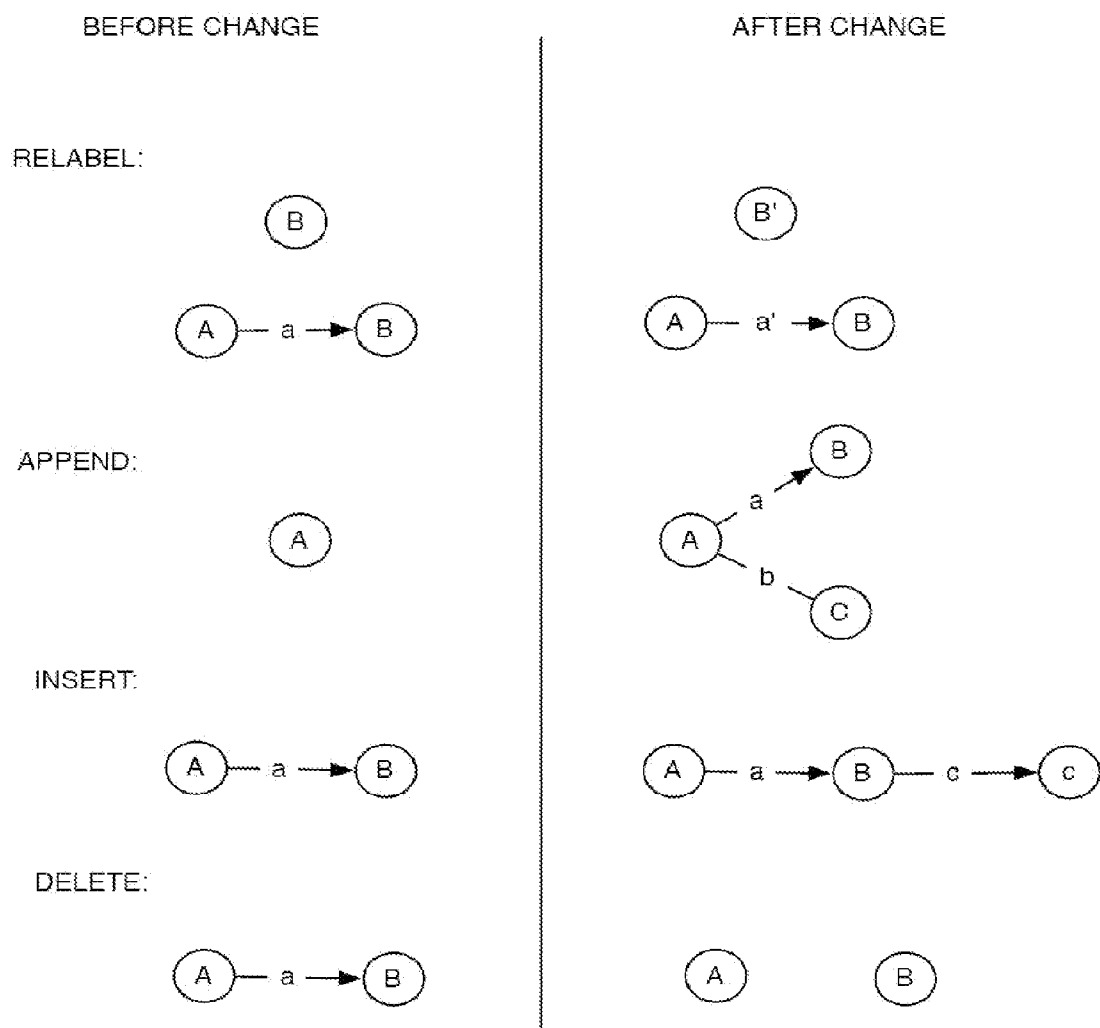 BEFORE CHANGE AFTER CHANGE
RELABEL:
B B'
A a B A a' B
APPEND:
B
a
A A
b
C
INSERT:
A a B A a B c c
DELETE:
A a B A B